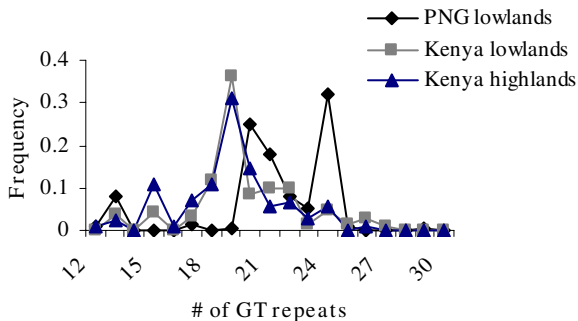 PNG lowlands
Kenya lowlands
Kenya highlands
Frequency
0.4
0.3
0.2
0.1
0
12
15
18
21
24
27
30
# of GT repeats